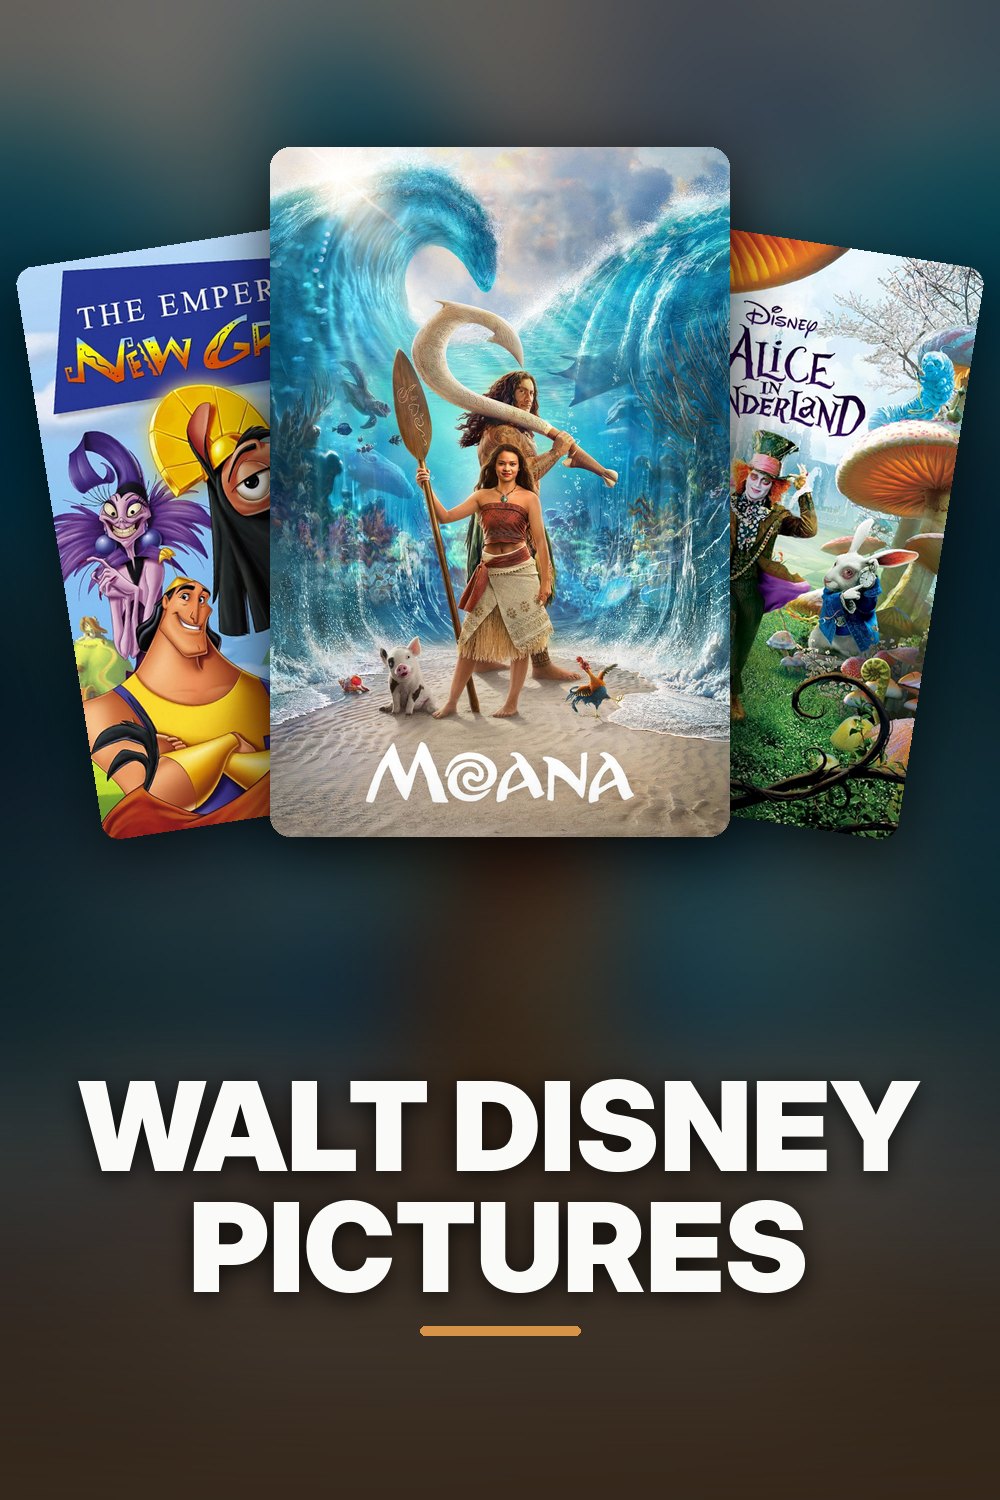 THE EMPER
NEW GR
MOANA
DISNEY
ALICE
IN
NDERLAND
WALT DISNEY
PICTURES